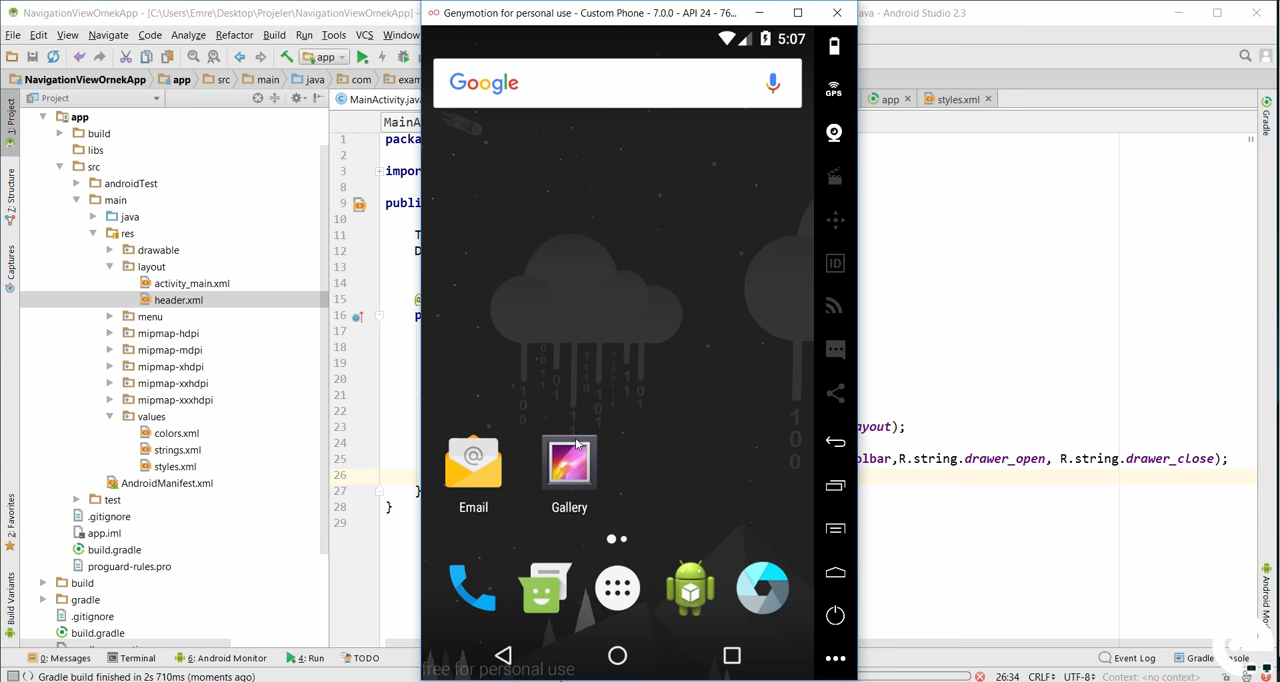 NavigationViewOrnekApp - [C:\Users\Emre\Desktop\Projeler\NavigationViewOrnekApp] -
Genymotion for personal use - Custom Phone - 7.0.0 - API 24 - 76...
ava - Android Studio 2.3
File Edit View Navigate Code Analyze Refactor Build Run Tools VCS Window
app
NavigationViewOrnekApp app src main java com exam
Project
MainActivity.java
app
styles.xml
1: Project
7: Structure
Captures
2: Favorites
Build Variants
app
build
libs
src
androidTest
main
java
res
drawable
layout
activity_main.xml
header.xml
menu
mipmap-hdpi
mipmap-mdpi
mipmap-xhdpi
mipmap-xxhdpi
mipmap-xxxhdpi
values
colors.xml
strings.xml
styles.xml
AndroidManifest.xml
test
.gitignore
app.iml
build.gradle
proguard-rules.pro
build
gradle
.gitignore
build.gradle
MainA
1 packa
2
3 impor
8
9 publi
10
11 T
12 D
13
14
15 @
16 p
17
18
19
20
21
22
23
24
25
26
27 }
28 }
29
ayout);
olbar,R.string.drawer_open, R.string.drawer_close);
5:07
Google
Email
Gallery
free for personal use
GPS
ID
Gradle
Android Mo
0: Messages Terminal 6: Android Monitor 4: Run TODO
Event Log Gradle Console
Gradle build finished in 2s 710ms (moments ago)
26:34 CRLF UTF-8 Context: <no context>